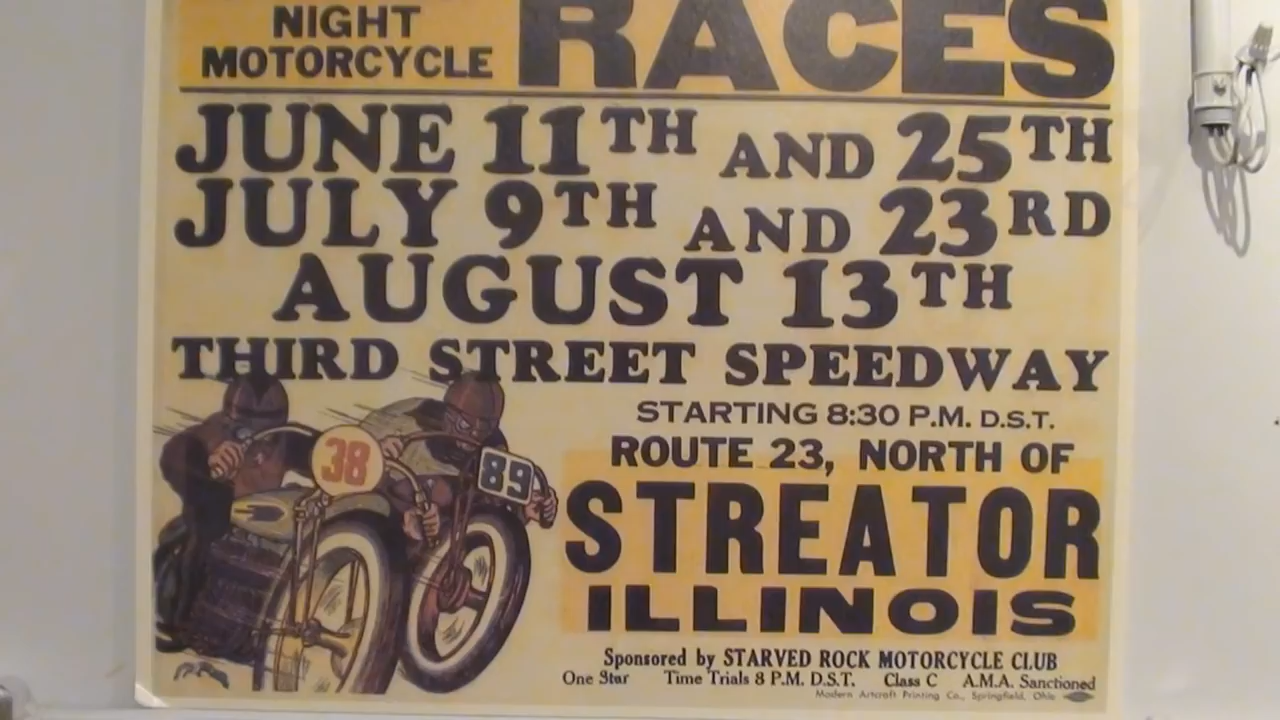 NIGHT
MOTORCYCLE
RACES
JUNE 11TH AND 25TH
JULY 9TH AND 23RD
AUGUST 13TH
THIRD STREET SPEEDWAY
STARTING 8:30 P.M. D.S.T.
ROUTE 23, NORTH OF
STREATOR
ILLINOIS
38
89
Sponsored by STARVED ROCK MOTORCYCLE CLUB
One Star Time Trials 8 P.M. D.S.T. Class C A.M.A. Sanctioned
Modern Artcraft Printing Co., Springfield, Ohio